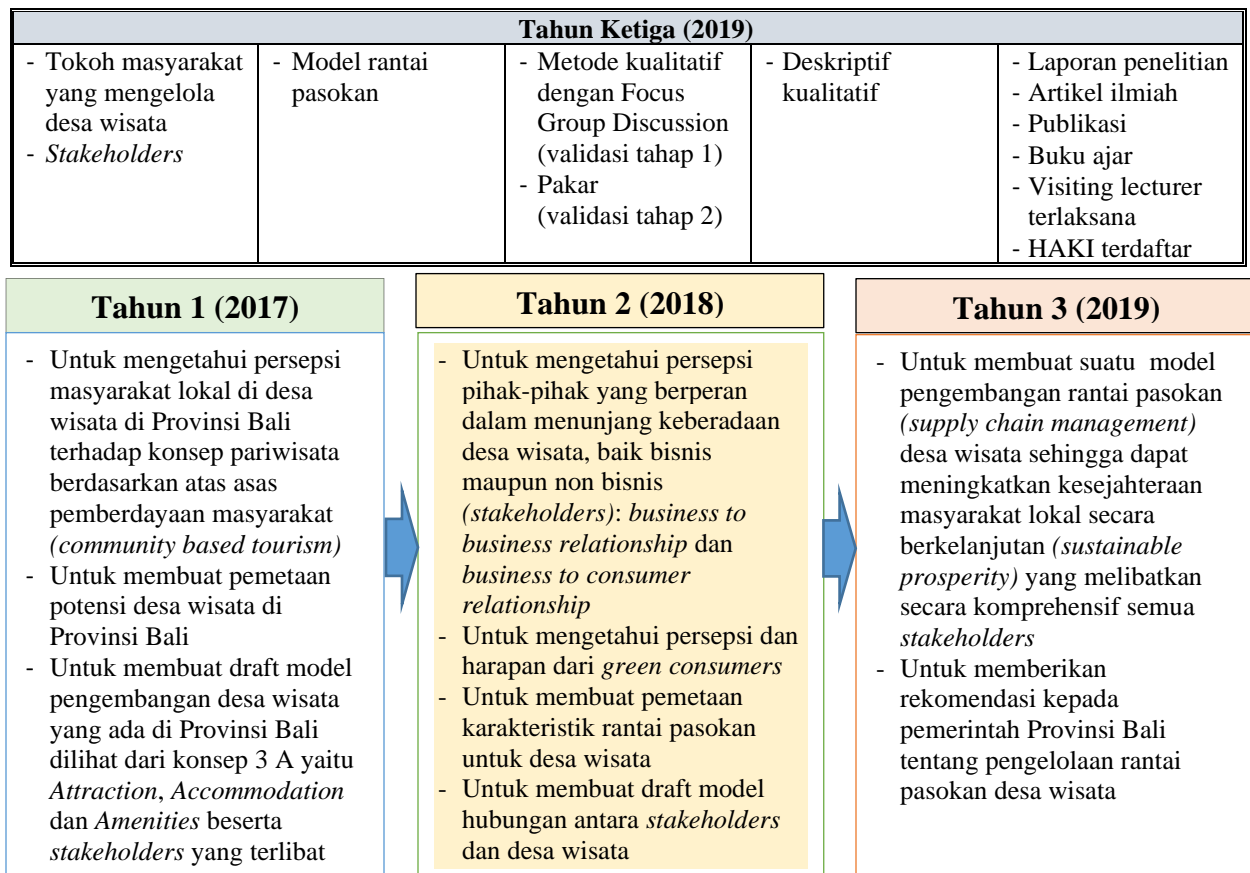 Tahun Ketiga (2019)
- Tokoh masyarakat
yang mengelola
desa wisata
- Stakeholders
- Model rantai
pasokan
- Metode kualitatif
dengan Focus
Group Discussion
(validasi tahap 1)
- Pakar
(validasi tahap 2)
- Deskriptif
kualitatif
- Laporan penelitian
- Artikel ilmiah
- Publikasi
- Buku ajar
- Visiting lecturer
terlaksana
- HAKI terdaftar
Tahun 1 (2017)
- Untuk mengetahui persepsi
masyarakat lokal di desa
wisata di Provinsi Bali
terhadap konsep pariwisata
berdasarkan atas asas
pemberdayaan masyarakat
(community based tourism)
- Untuk membuat pemetaan
potensi desa wisata di
Provinsi Bali
- Untuk membuat draft model
pengembangan desa wisata
yang ada di Provinsi Bali
dilihat dari konsep 3 A yaitu
Attraction, Accommodation
dan Amenities beserta
stakeholders yang terlibat
Tahun 2 (2018)
- Untuk mengetahui persepsi
pihak-pihak yang berperan
dalam menunjang keberadaan
desa wisata, baik bisnis
maupun non bisnis
(stakeholders): business to
business relationship dan
business to consumer
relationship
- Untuk mengetahui persepsi dan
harapan dari green consumers
- Untuk membuat pemetaan
karakteristik rantai pasokan
untuk desa wisata
- Untuk membuat draft model
hubungan antara stakeholders
dan desa wisata
Tahun 3 (2019)
- Untuk membuat suatu model
pengembangan rantai pasokan
(supply chain management)
desa wisata sehingga dapat
meningkatkan kesejahteraan
masyarakat lokal secara
berkelanjutan (sustainable
prosperity) yang melibatkan
secara komprehensif semua
stakeholders
- Untuk memberikan
rekomendasi kepada
pemerintah Provinsi Bali
tentang pengelolaan rantai
pasokan desa wisata